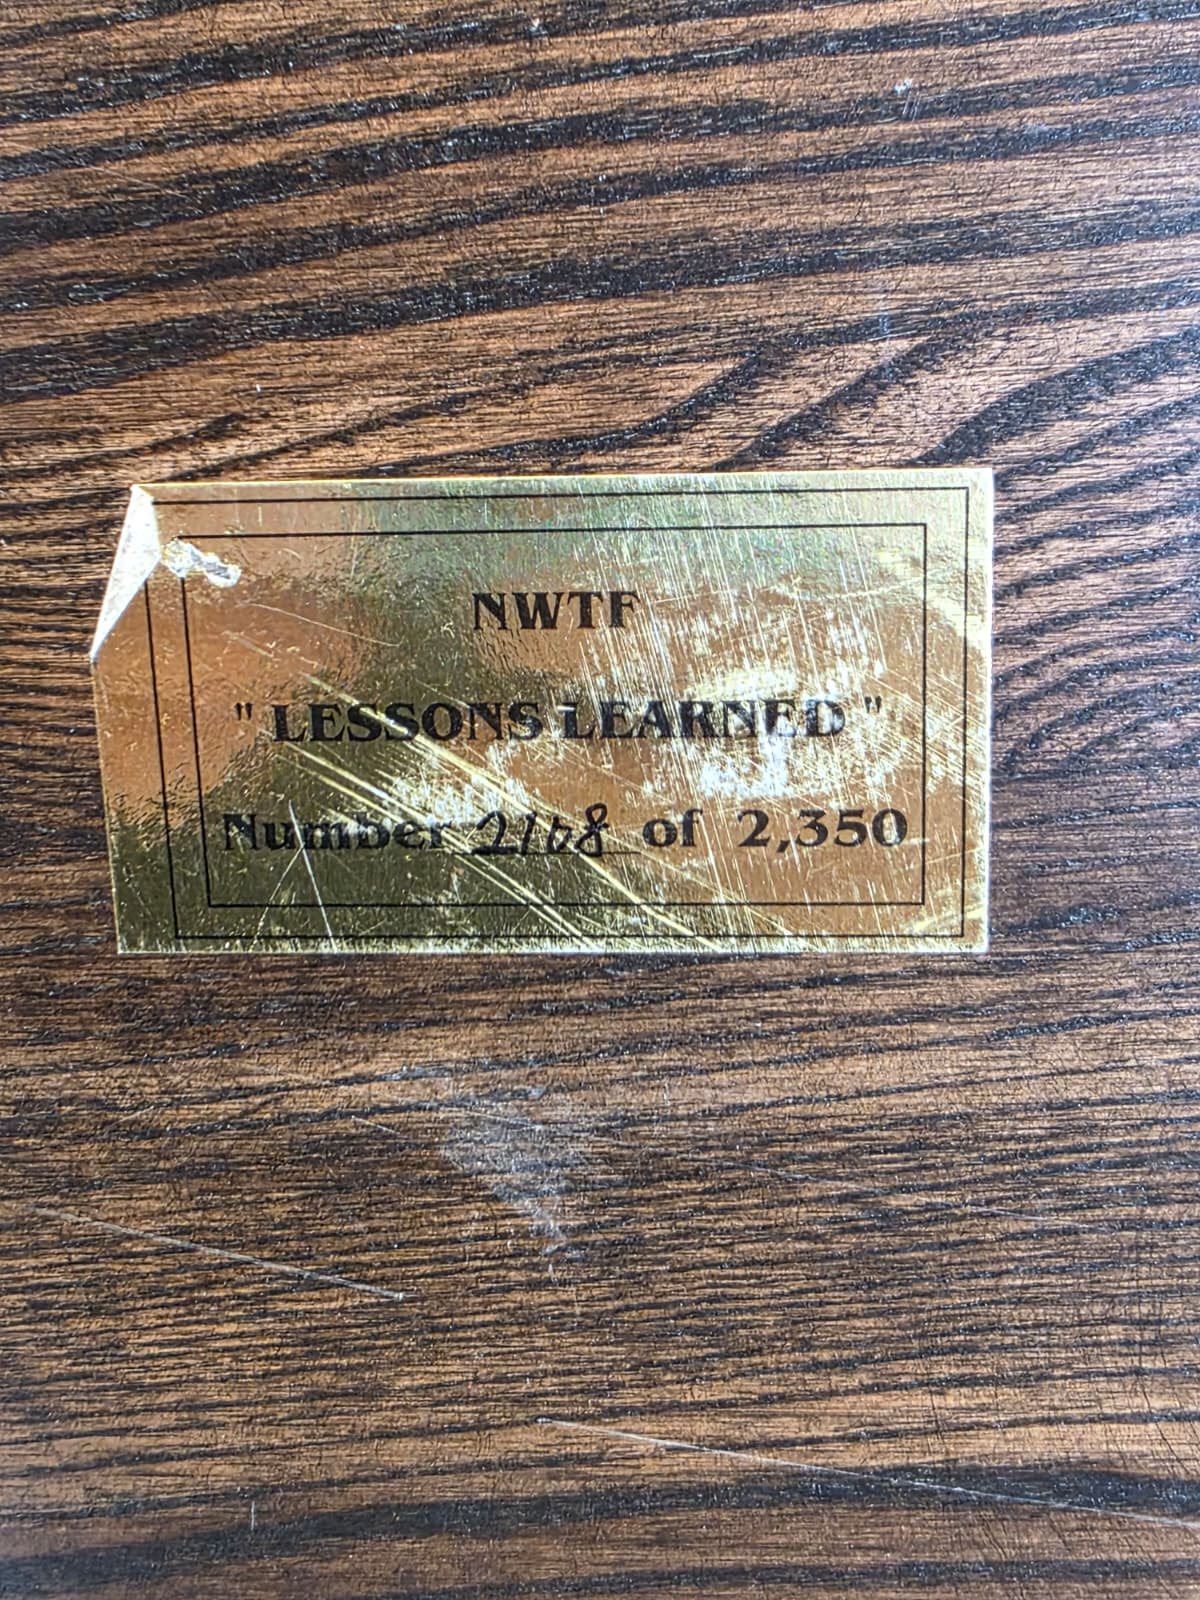 NWTF
" LESSONS LEARNED "
Number 2168 of 2,350